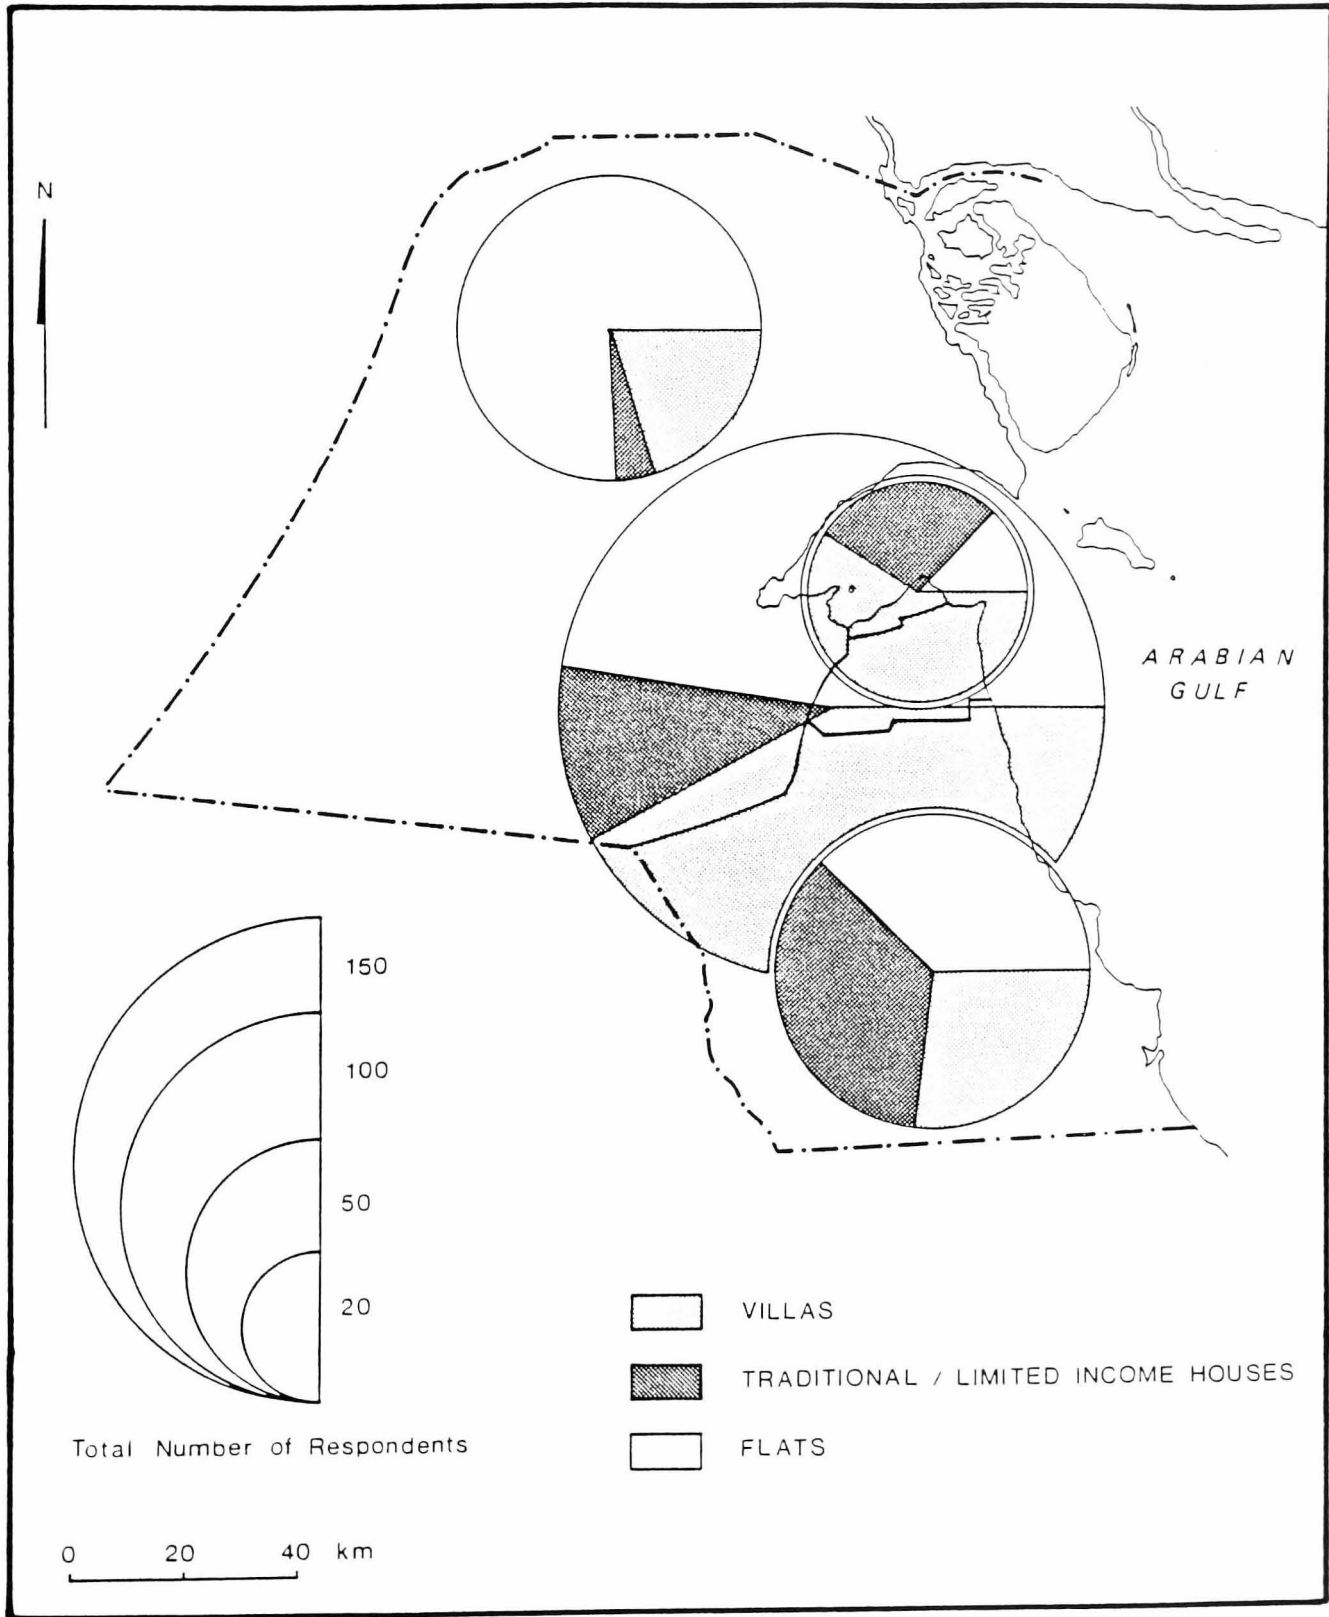 N
ARABIAN
GULF
150
100
50
20
Total Number of Respondents
VILLAS
TRADITIONAL / LIMITED INCOME HOUSES
FLATS
0 20 40 km